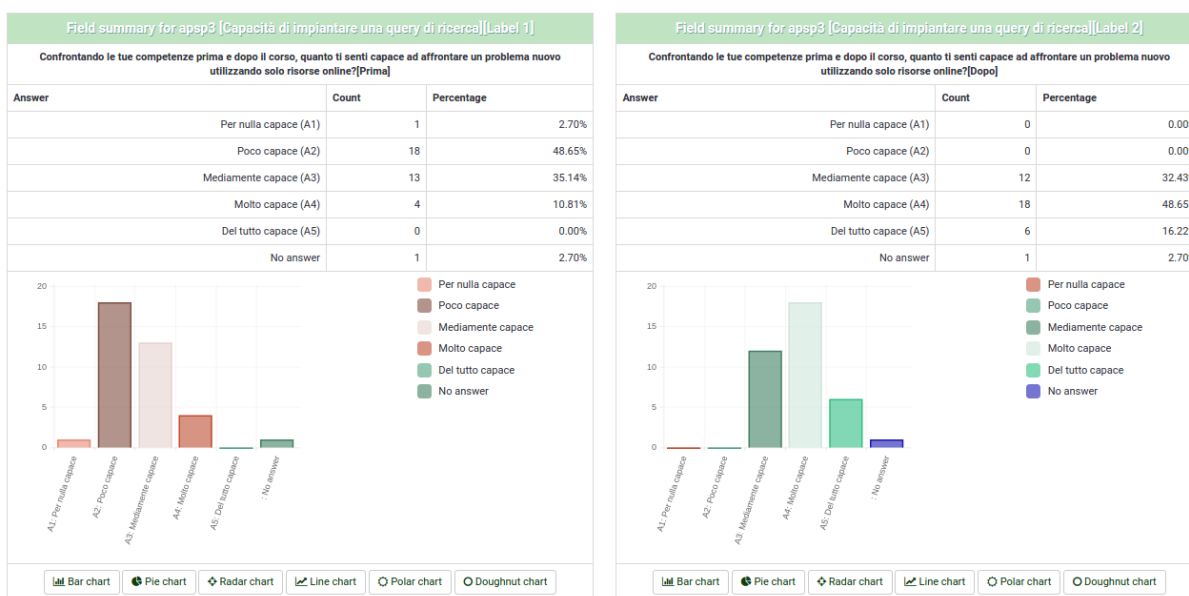 Field summary for apsp3 [Capacità di impiantare una query di ricerca][Label 1]
Confrontando le tue competenze prima e dopo il corso, quanto ti senti capace ad affrontare un problema nuovo
utilizzando solo risorse online?[Prima]
Answer Count Percentage
Per nulla capace (A1) 1 2.70%
Poco capace (A2) 18 48.65%
Mediamente capace (A3) 13 35.14%
Molto capace (A4) 4 10.81%
Del tutto capace (A5) 0 0.00%
No answer 1 2.70%
20
15
10
5
0
A1: Per nulla capace
A2: Poco capace
A3: Mediamente capace
A4: Molto capace
A5: Del tutto capace
: No answer
Per nulla capace
Poco capace
Mediamente capace
Molto capace
Del tutto capace
No answer
Bar chart Pie chart Radar chart Line chart Polar chart Doughnut chart
Field summary for apsp3 [Capacità di impiantare una query di ricerca][Label 2]
Confrontando le tue competenze prima e dopo il corso, quanto ti senti capace ad affrontare un problema nuovo
utilizzando solo risorse online?[Dopo]
Answer Count Percentage
Per nulla capace (A1) 0 0.00
Poco capace (A2) 0 0.00
Mediamente capace (A3) 12 32.43
Molto capace (A4) 18 48.65
Del tutto capace (A5) 6 16.22
No answer 1 2.70
20
15
10
5
0
A1: Per nulla capace
A2: Poco capace
A3: Mediamente capace
A4: Molto capace
A5: Del tutto capace
: No answer
Per nulla capace
Poco capace
Mediamente capace
Molto capace
Del tutto capace
No answer
Bar chart Pie chart Radar chart Line chart Polar chart Doughnut chart